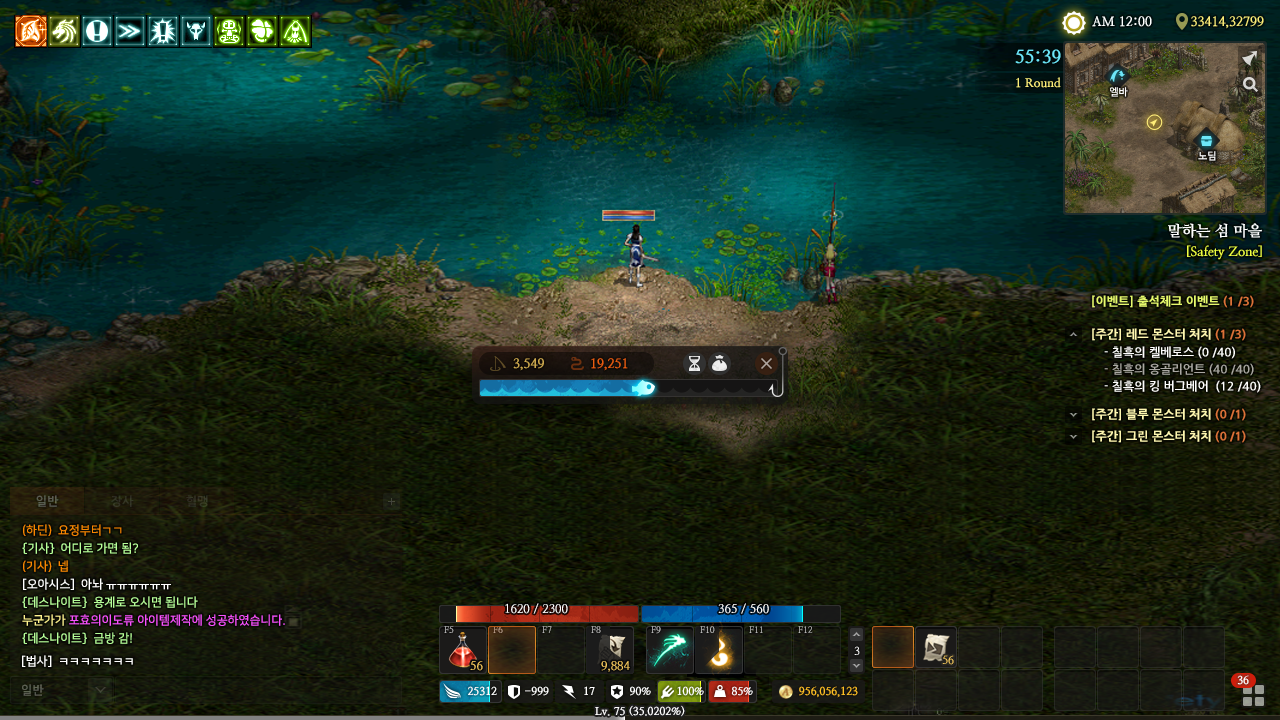 AM 12:00
33414,32799
55:39
1 Round
엘바
노딤
말하는 섬 마을
[Safety Zone]
[이벤트] 출석체크 이벤트 (1 /3)
[주간] 레드 몬스터 처치 (1 /3)
- 칠흑의 켈베로스 (0 /40)
- 칠흑의 웅골리언트 (40 /40)
- 칠흑의 킹 버그베어 (12 /40)
[주간] 블루 몬스터 처치 (0 /1)
[주간] 그린 몬스터 처치 (0 /1)
3,549
19,251
일반 장사 혈맹 +
(하딘) 요정부터ㄱㄱ
{기사} 어디로 가면 됨?
(기사) 넵
[오아시스] 아놔 ㅠㅠㅠㅠㅠㅠ
{데스나이트} 용계로 오시면 됩니다
누군가가 포효의이도류 아이템제작에 성공하였습니다.
{데스나이트} 금방 감!
[법사] ㅋㅋㅋㅋㅋㅋㅋ
일반
1620 / 2300
365 / 560
F5 F6 F7 F8 F9 F10 F11 F12
56
9,884
3
56
25312 -999 17 90% 100% 85% 956,056,123
36
Lv. 75 (35,0202%)